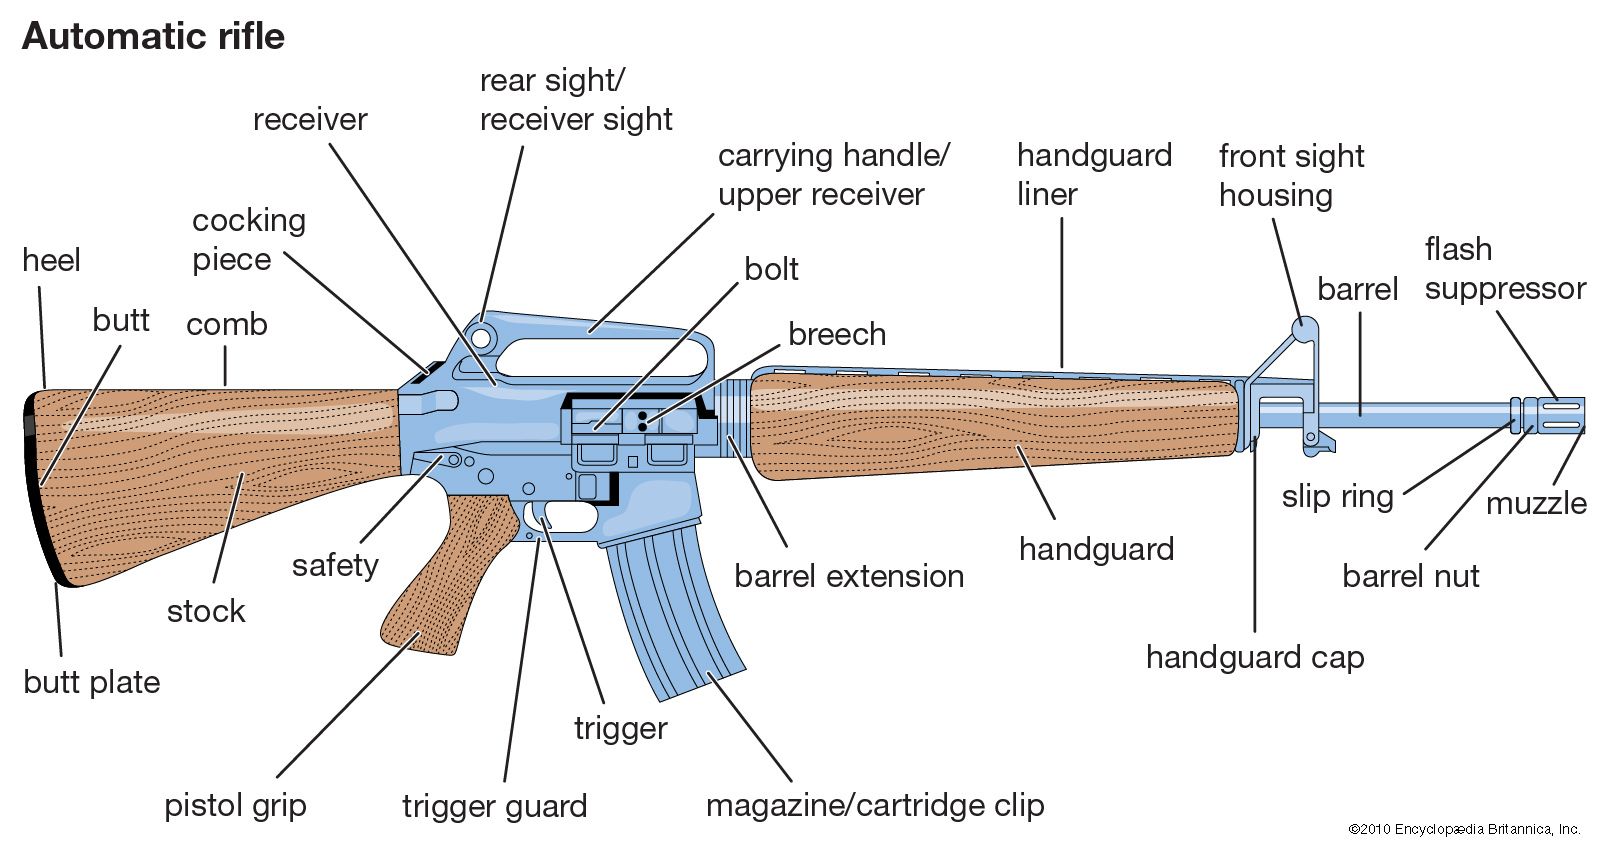 Automatic rifle
rear sight/
receiver sight
receiver
carrying handle/
upper receiver
handguard
liner
front sight
housing
cocking
piece
heel
flash
suppressor
bolt
barrel
butt
comb
breech
slip ring
muzzle
safety
handguard
barrel extension
barrel nut
stock
handguard cap
butt plate
trigger
pistol grip
trigger guard
magazine/cartridge clip
©2010 Encyclopædia Britannica, Inc.